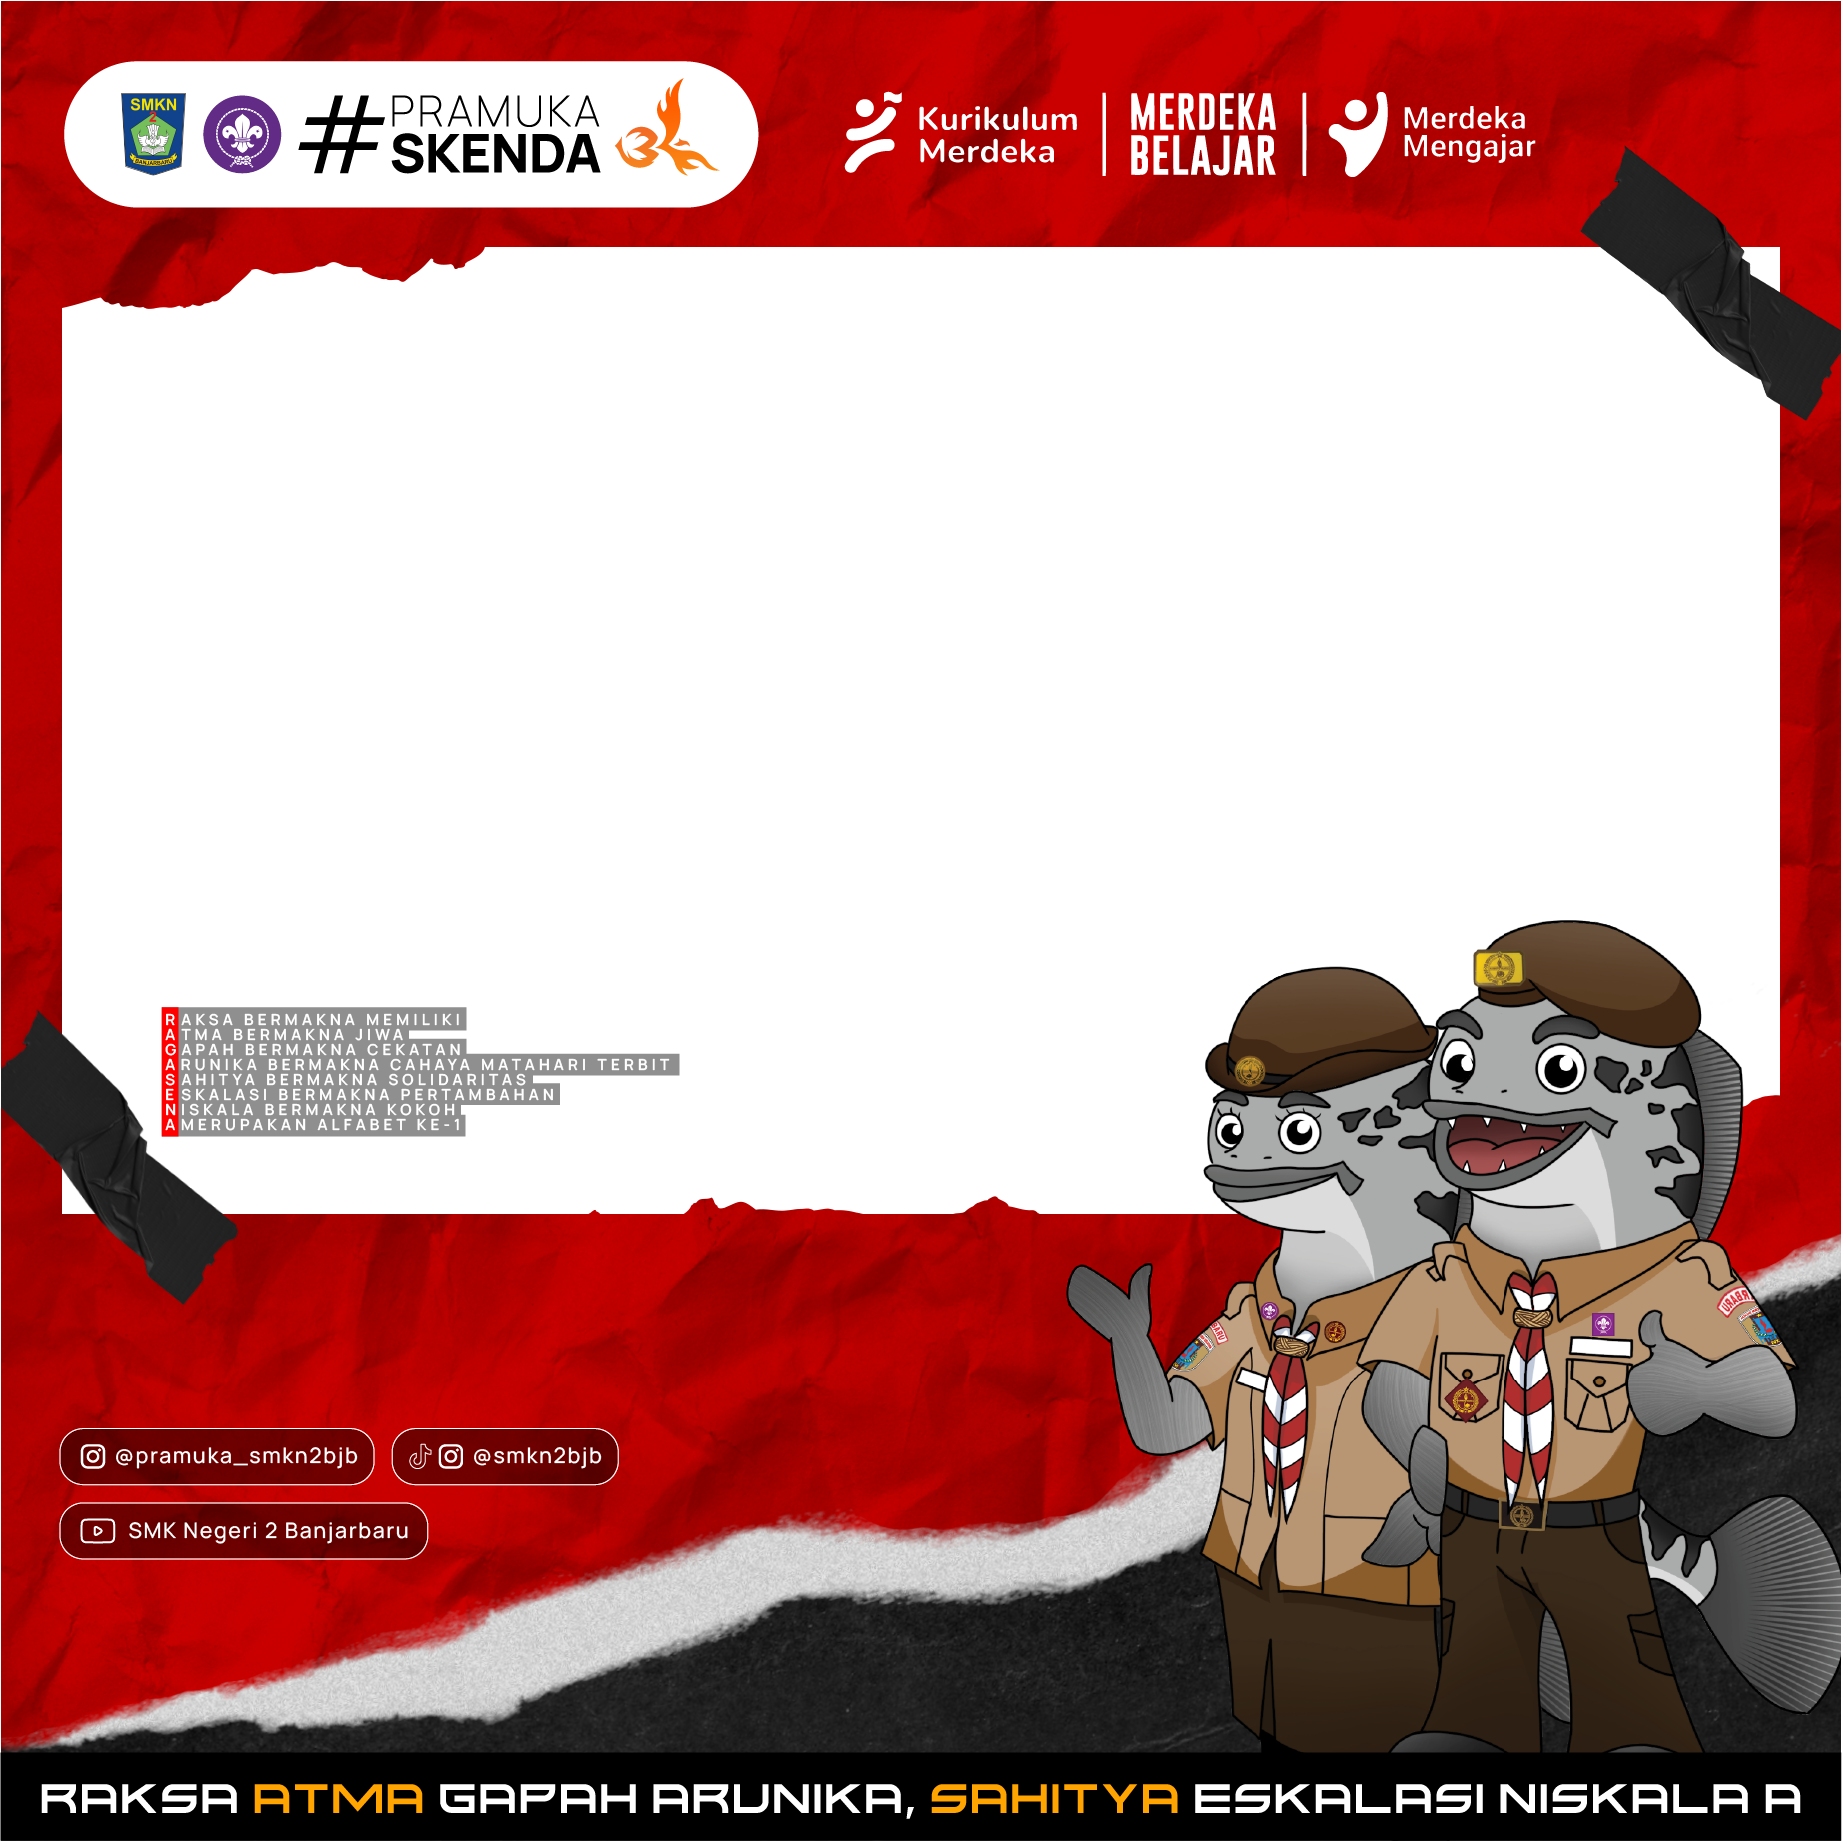 SMKN
2
BANJARBARU
#PRAMUKA
SKENDA
Kurikulum
Merdeka
MERDEKA
BELAJAR
Merdeka
Mengajar
RAKSA BERMAKNA MEMILIKI
ATMA BERMAKNA JIWA
GAPAH BERMAKNA CEKATAN
ARUNIKA BERMAKNA CAHAYA MATAHARI TERBIT
SAHITYA BERMAKNA SOLIDARITAS
ESKALASI BERMAKNA PERTAMBAHAN
NISKALA BERMAKNA KOKOH
A MERUPAKAN ALFABET KE-1
@pramuka_smkn2bjb
@smkn2bjb
SMK Negeri 2 Banjarbaru
RAKSA ATMA GAPAH ARUNIKA, SAHITYA ESKALASI NISKALA A